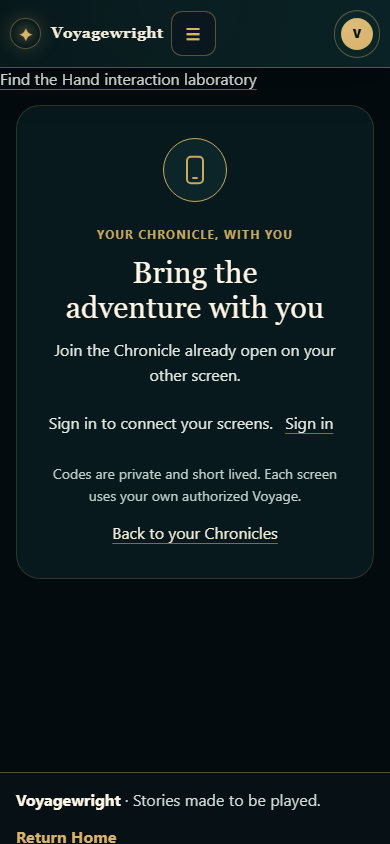 Voyagewright
V
Find the Hand interaction laboratory
YOUR CHRONICLE, WITH YOU
Bring the
adventure with you
Join the Chronicle already open on your
other screen.
Sign in to connect your screens. Sign in
Codes are private and short lived. Each screen
uses your own authorized Voyage.
Back to your Chronicles
Voyagewright · Stories made to be played.
Return Home